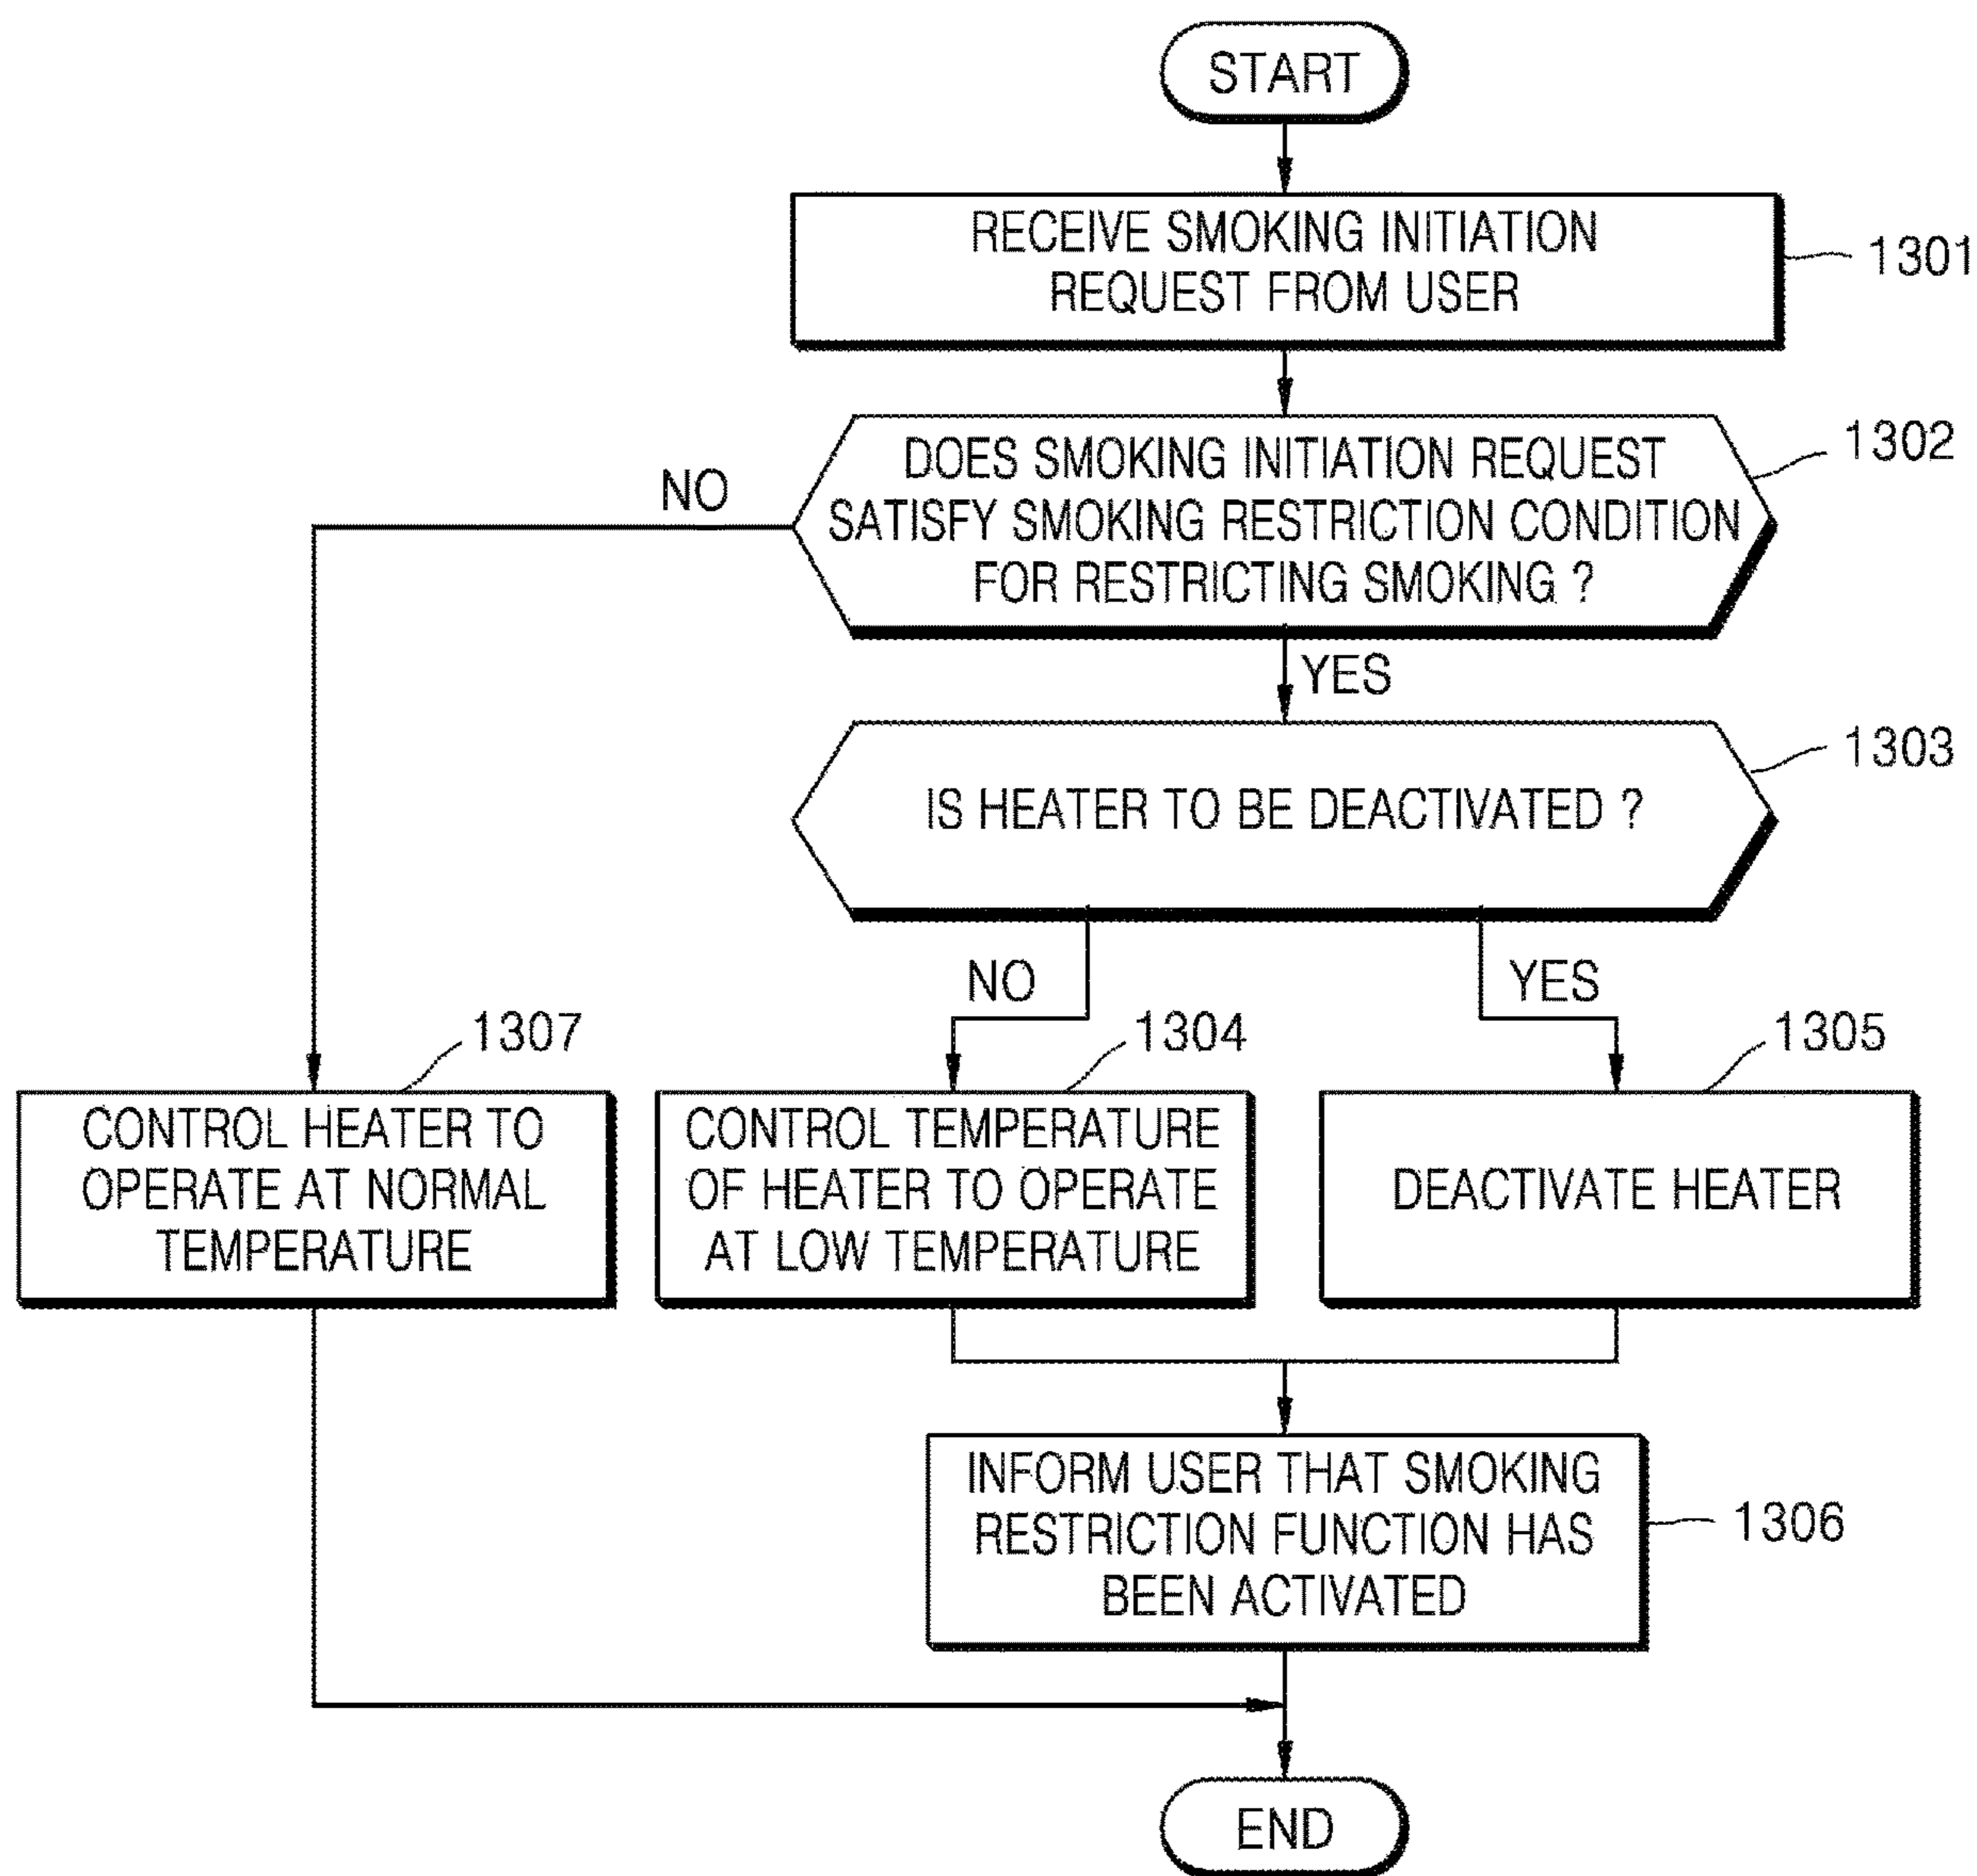 START
RECEIVE SMOKING INITIATION
REQUEST FROM USER
1301
DOES SMOKING INITIATION REQUEST
SATISFY SMOKING RESTRICTION CONDITION
FOR RESTRICTING SMOKING ?
1302
NO
YES
IS HEATER TO BE DEACTIVATED ?
1303
NO
YES
1307
CONTROL HEATER TO
OPERATE AT NORMAL
TEMPERATURE
1304
CONTROL TEMPERATURE
OF HEATER TO OPERATE
AT LOW TEMPERATURE
1305
DEACTIVATE HEATER
INFORM USER THAT SMOKING
RESTRICTION FUNCTION HAS
BEEN ACTIVATED
1306
END